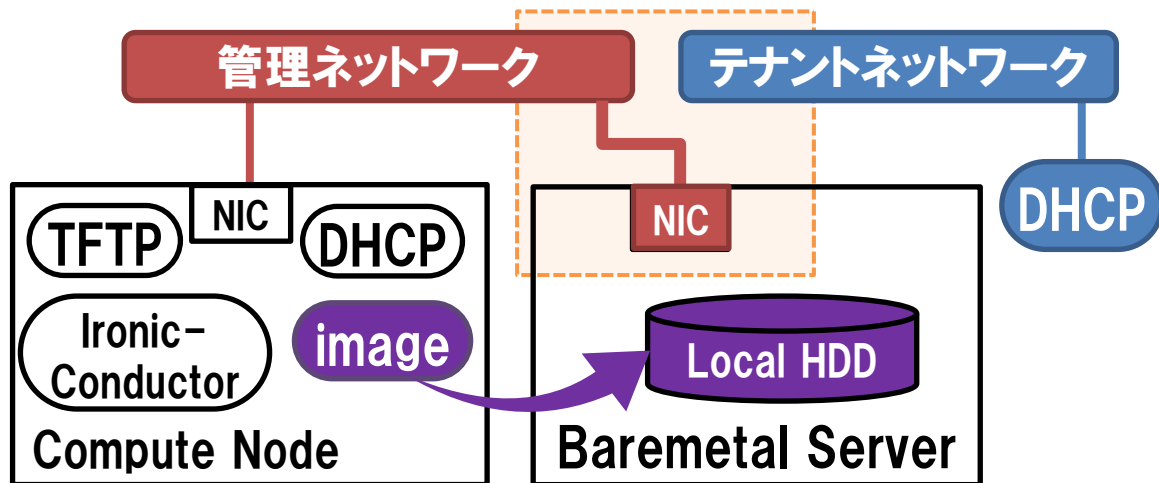 管理ネットワーク
テナントネットワーク
NIC
TFTP
DHCP
Ironic-
Conductor
image
Compute Node
NIC
Local HDD
Baremetal Server
DHCP